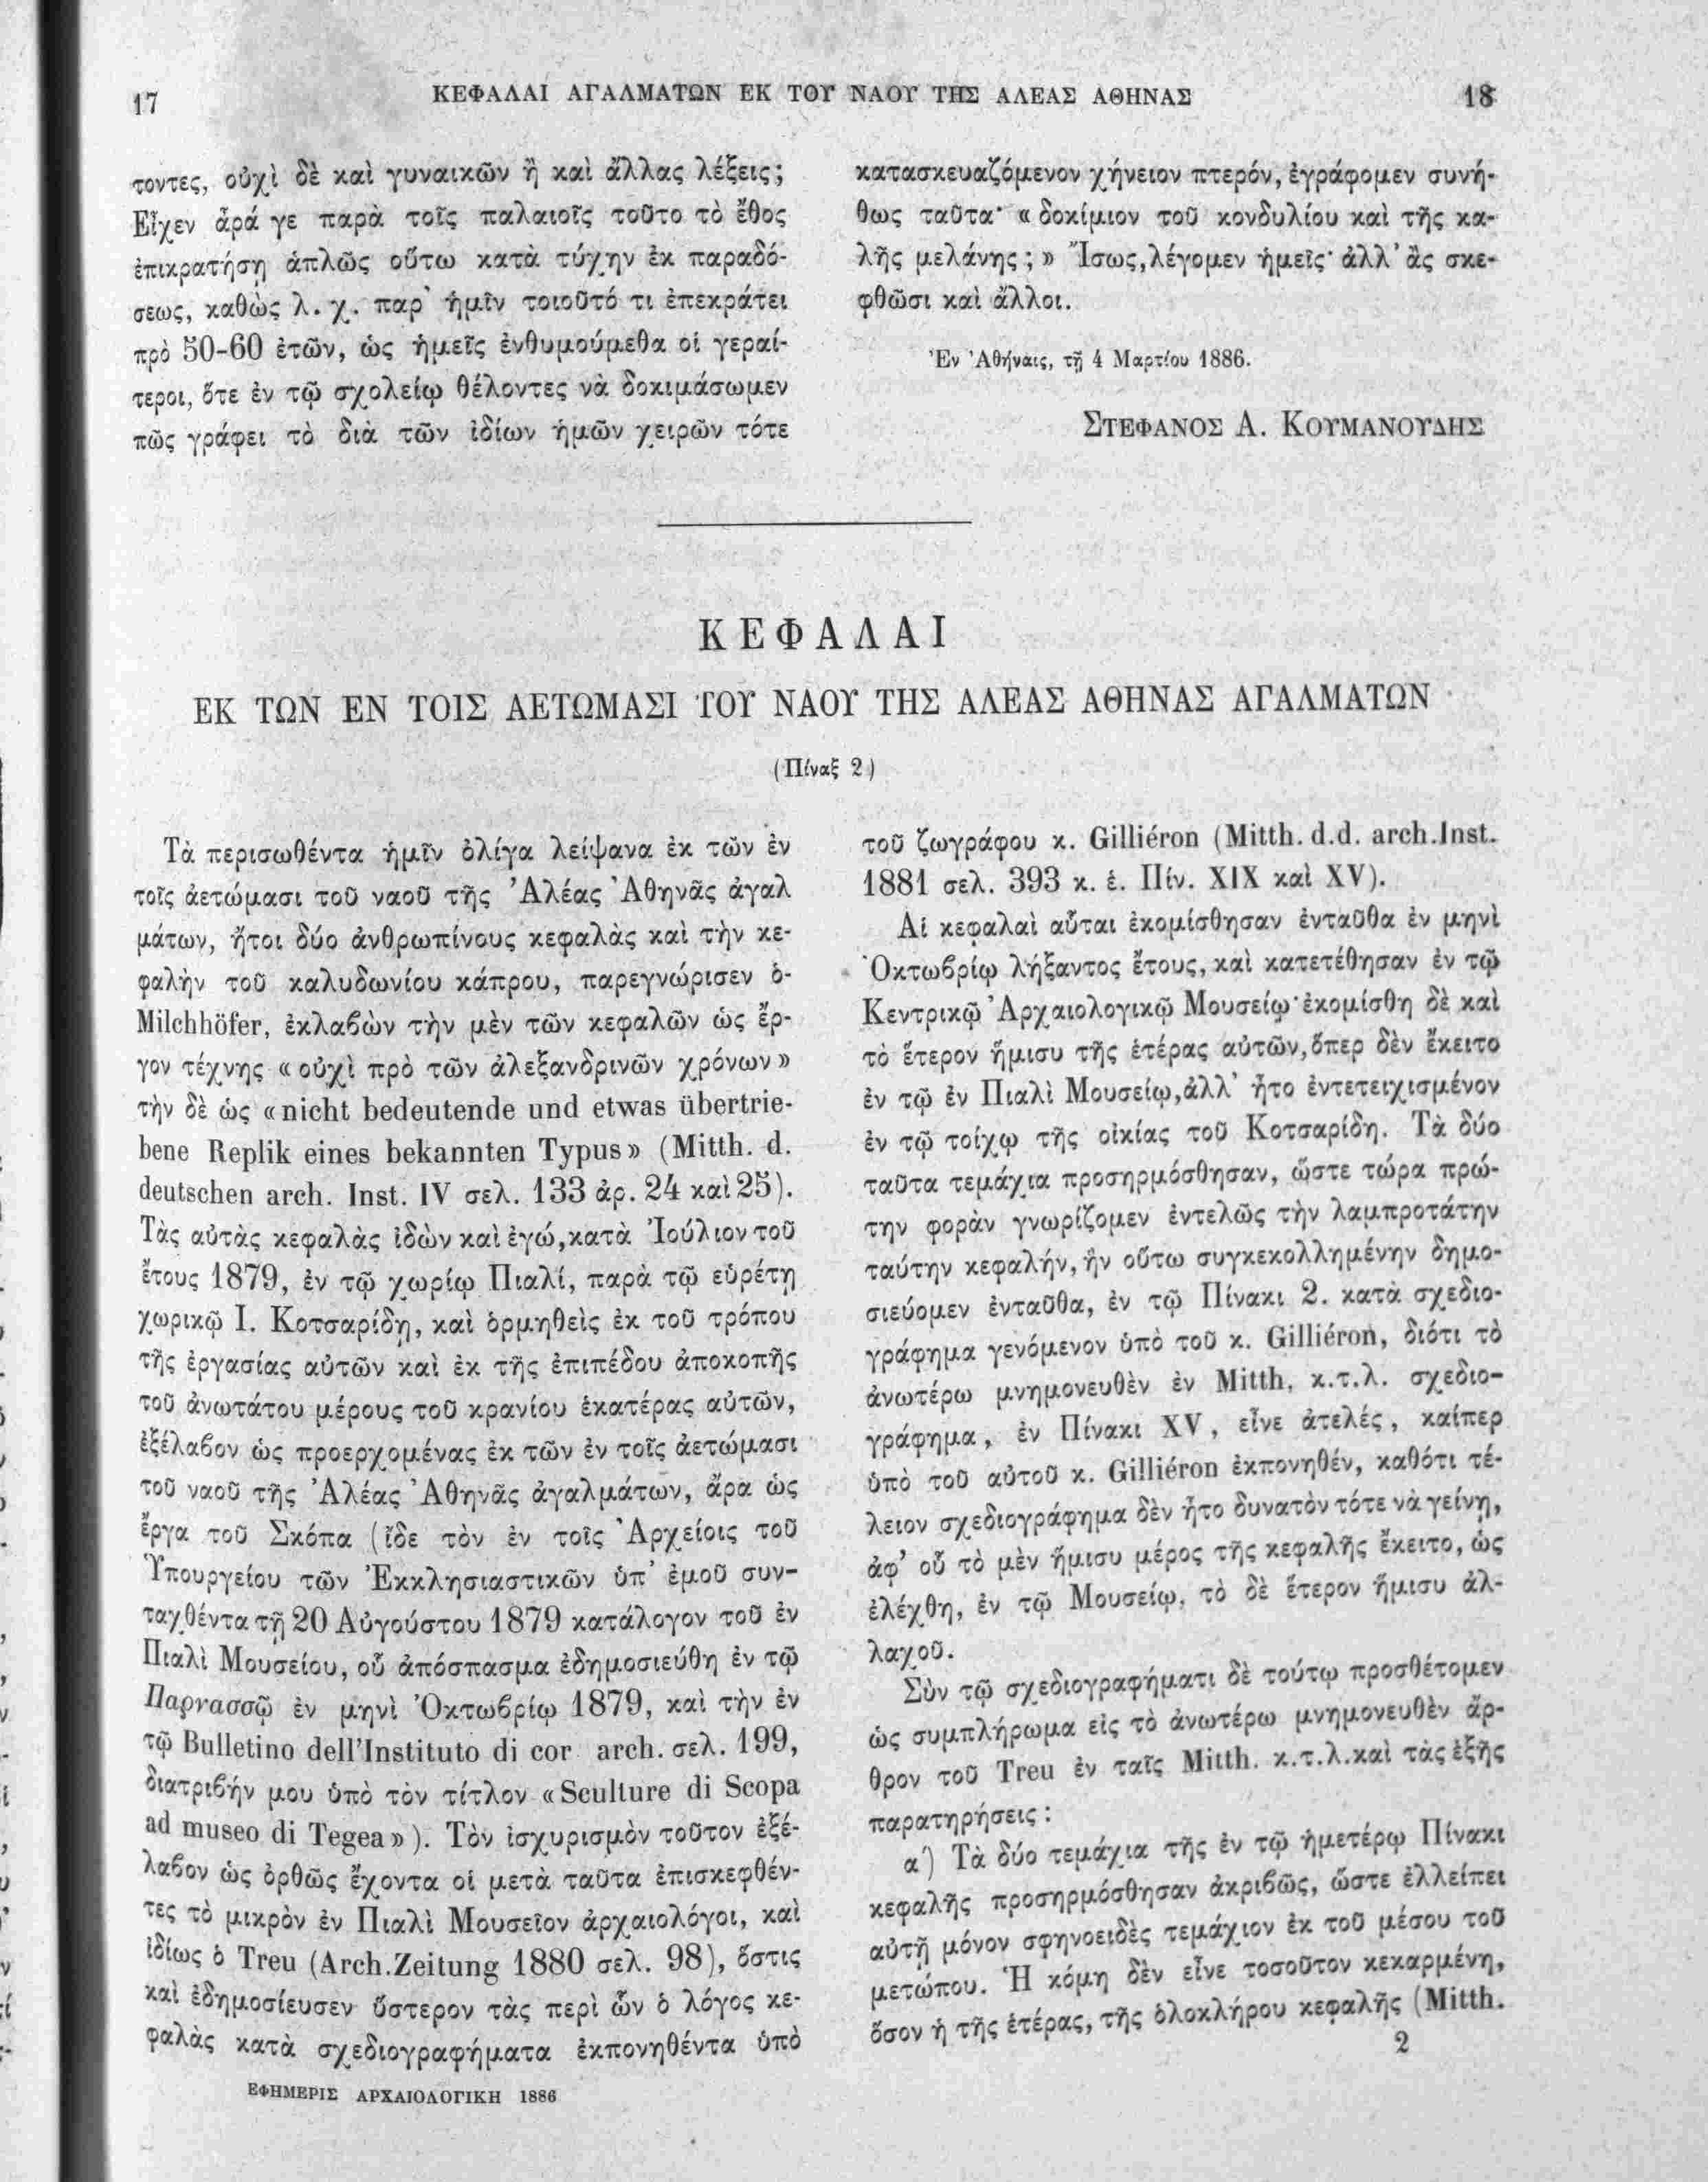 17
ΚΕΦΑΛΑΙ ΑΓΑΛΜΑΤΩΝ ΕΚ ΤΟΥ ΝΑΟΥ ΤΗΣ ΑΛΕΑΣ ΑΘΗΝΑΣ
18
τοντες, οὐχὶ δὲ καὶ γυναικῶν ἢ καὶ ἄλλας λέξεις;
Εἶχεν ἆρά γε παρὰ τοῖς παλαιοῖς τοῦτο τὸ ἔθος
ἐπικρατήσῃ ἁπλῶς οὕτω κατὰ τύχην ἐκ παραδό-
σεως, καθὼς λ. χ. παρ' ἡμῖν τοιοῦτό τι ἐπεκράτει
πρὸ 50-60 ἐτῶν, ὡς ἡμεῖς ἐνθυμούμεθα οἱ γεραί-
τεροι, ὅτε ἐν τῷ σχολείῳ θέλοντες νὰ δοκιμάσωμεν
πῶς γράφει τὸ διὰ τῶν ἰδίων ἡμῶν χειρῶν τότε
κατασκευαζόμενον χήνειον πτερόν, ἐγράφομεν συνή-
θως ταῦτα· « δοκίμιον τοῦ κονδυλίου καὶ τῆς κα-
λῆς μελάνης ; » Ἴσως, λέγομεν ἡμεῖς· ἀλλ' ἂς σκε-
φθῶσι καὶ ἄλλοι.
Ἐν Ἀθήναις, τῇ 4 Μαρτίου 1886.
ΣΤΕΦΑΝΟΣ Α. ΚΟΥΜΑΝΟΥΔΗΣ
ΚΕΦΑΛΑΙ
ΕΚ ΤΩΝ ΕΝ ΤΟΙΣ ΑΕΤΩΜΑΣΙ ΤΟΥ ΝΑΟΥ ΤΗΣ ΑΛΕΑΣ ΑΘΗΝΑΣ ΑΓΑΛΜΑΤΩΝ
(Πίναξ 2)
Τὰ περισωθέντα ἡμῖν ὀλίγα λείψανα ἐκ τῶν ἐν
τοῖς ἀετώμασι τοῦ ναοῦ τῆς Ἀλέας Ἀθηνᾶς ἀγαλ
μάτων, ἤτοι δύο ἀνθρωπίνους κεφαλὰς καὶ τὴν κε-
φαλὴν τοῦ καλυδωνίου κάπρου, παρεγνώρισεν ὁ-
Milchhöfer, ἐκλαβὼν τὴν μὲν τῶν κεφαλῶν ὡς ἔρ-
γον τέχνης « οὐχὶ πρὸ τῶν ἀλεξανδρινῶν χρόνων »
τὴν δὲ ὡς «nicht bedeutende und etwas übertrie-
bene Replik eines bekannten Typus» (Mitth. d.
deutschen arch. Inst. IV σελ. 133 ἀρ. 24 καὶ 25).
Τὰς αὐτὰς κεφαλὰς ἰδὼν καὶ ἐγώ, κατὰ Ἰούλιον τοῦ
ἔτους 1879, ἐν τῷ χωρίῳ Πιαλί, παρὰ τῷ εὑρέτῃ
χωρικῷ Ι. Κοτσαρίδῃ, καὶ ὁρμηθεὶς ἐκ τοῦ τρόπου
τῆς ἐργασίας αὐτῶν καὶ ἐκ τῆς ἐπιπέδου ἀποκοπῆς
τοῦ ἀνωτάτου μέρους τοῦ κρανίου ἑκατέρας αὐτῶν,
ἐξέλαβον ὡς προερχομένας ἐκ τῶν ἐν τοῖς ἀετώμασι
τοῦ ναοῦ τῆς Ἀλέας Ἀθηνᾶς ἀγαλμάτων, ἄρα ὡς
ἔργα τοῦ Σκόπα (ἴδε τὸν ἐν τοῖς Ἀρχείοις τοῦ
Ὑπουργείου τῶν Ἐκκλησιαστικῶν ὑπ' ἐμοῦ συν-
ταχθέντα τῇ 20 Αὐγούστου 1879 κατάλογον τοῦ ἐν
Πιαλὶ Μουσείου, οὗ ἀπόσπασμα ἐδημοσιεύθη ἐν τῷ
Παρνασσῷ ἐν μηνὶ Ὀκτωβρίῳ 1879, καὶ τὴν ἐν
τῷ Bulletino dell'Instituto di cor arch. σελ. 199,
διατριβήν μου ὑπὸ τὸν τίτλον «Sculture di Scopa
ad museo di Tegea»). Τὸν ἰσχυρισμὸν τοῦτον ἐξέ-
λαβον ὡς ὀρθῶς ἔχοντα οἱ μετὰ ταῦτα ἐπισκεφθέν-
τες τὸ μικρὸν ἐν Πιαλὶ Μουσεῖον ἀρχαιολόγοι, καὶ
ἰδίως ὁ Treu (Arch. Zeitung 1880 σελ. 98), ὅστις
καὶ ἐδημοσίευσεν ὕστερον τὰς περὶ ὧν ὁ λόγος κε-
φαλὰς κατὰ σχεδιογραφήματα ἐκπονηθέντα ὑπὸ
ΕΦΗΜΕΡΙΣ ΑΡΧΑΙΟΛΟΓΙΚΗ 1886
τοῦ ζωγράφου κ. Gilliéron (Mitth. d.d. arch. Inst.
1881 σελ. 393 κ. ἑ. Πίν. XIX καὶ XV).
Αἱ κεφαλαὶ αὗται ἐκομίσθησαν ἐνταῦθα ἐν μηνὶ
Ὀκτωβρίῳ λήξαντος ἔτους, καὶ κατετέθησαν ἐν τῷ
Κεντρικῷ Ἀρχαιολογικῷ Μουσείῳ· ἐκομίσθη δὲ καὶ
τὸ ἕτερον ἥμισυ τῆς ἑτέρας αὐτῶν, ὅπερ δὲν ἔκειτο
ἐν τῷ ἐν Πιαλὶ Μουσείῳ, ἀλλ' ἦτο ἐντετειχισμένον
ἐν τῷ τοίχῳ τῆς οἰκίας τοῦ Κοτσαρίδη. Τὰ δύο
ταῦτα τεμάχια προσηρμόσθησαν, ὥστε τώρα πρώ-
την φορὰν γνωρίζομεν ἐντελῶς τὴν λαμπροτάτην
ταύτην κεφαλήν, ἣν οὕτω συγκεκολλημένην δημο-
σιεύομεν ἐνταῦθα, ἐν τῷ Πίνακι 2. κατὰ σχεδιο-
γράφημα γενόμενον ὑπὸ τοῦ κ. Gilliéron, διότι τὸ
ἀνωτέρω μνημονευθὲν ἐν Mitth. κ.τ.λ. σχεδιο-
γράφημα, ἐν Πίνακι XV, εἶνε ἀτελές, καίπερ
ὑπὸ τοῦ αὐτοῦ κ. Gilliéron ἐκπονηθέν, καθότι τέ-
λειον σχεδιογράφημα δὲν ἦτο δυνατὸν τότε νὰ γείνῃ,
ἀφ' οὗ τὸ μὲν ἥμισυ μέρος τῆς κεφαλῆς ἔκειτο, ὡς
ἐλέχθη, ἐν τῷ Μουσείῳ, τὸ δὲ ἕτερον ἥμισυ ἀλ-
λαχοῦ.
Σὺν τῷ σχεδιογραφήματι δὲ τούτῳ προσθέτομεν
ὡς συμπλήρωμα εἰς τὸ ἀνωτέρω μνημονευθὲν ἄρ-
θρον τοῦ Treu ἐν ταῖς Mitth. κ.τ.λ. καὶ τὰς ἑξῆς
παρατηρήσεις :
α΄) Τὰ δύο τεμάχια τῆς ἐν τῷ ἡμετέρῳ Πίνακι
κεφαλῆς προσηρμόσθησαν ἀκριβῶς, ὥστε ἐλλείπει
αὐτῇ μόνον σφηνοειδὲς τεμάχιον ἐκ τοῦ μέσου τοῦ
μετώπου. Ἡ κόμη δὲν εἶνε τοσοῦτον κεκαρμένη,
ὅσον ἡ τῆς ἑτέρας, τῆς ὁλοκλήρου κεφαλῆς (Mitth.
2